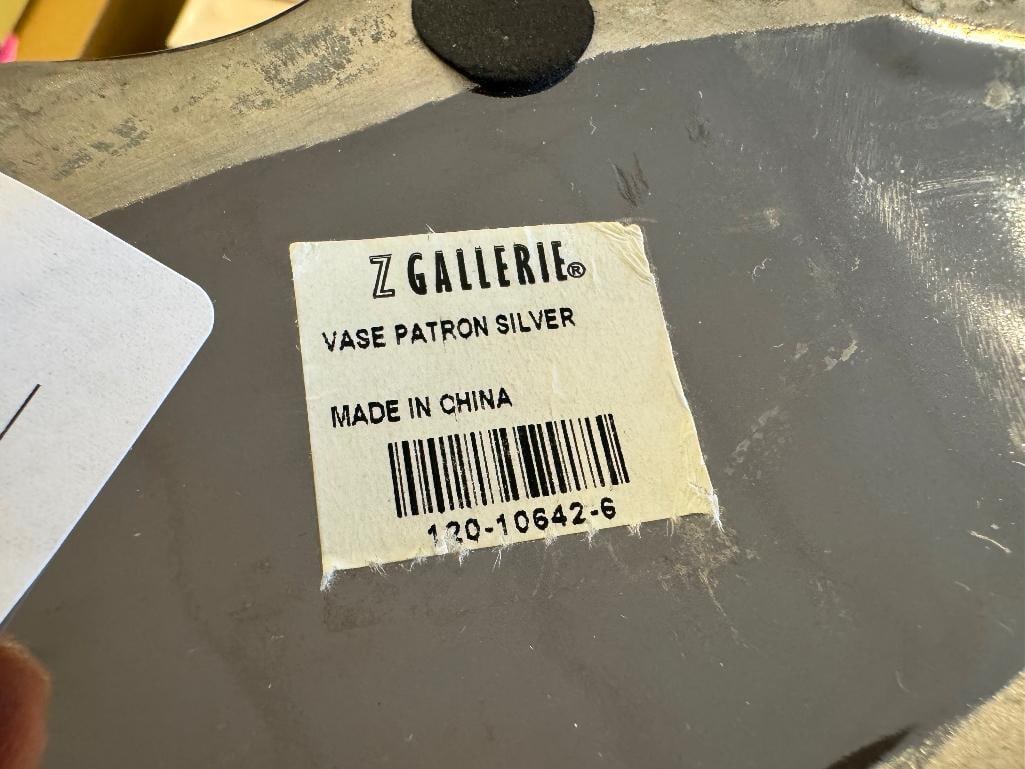 Z GALLERIE®
VASE PATRON SILVER
MADE IN CHINA
120-10642-6